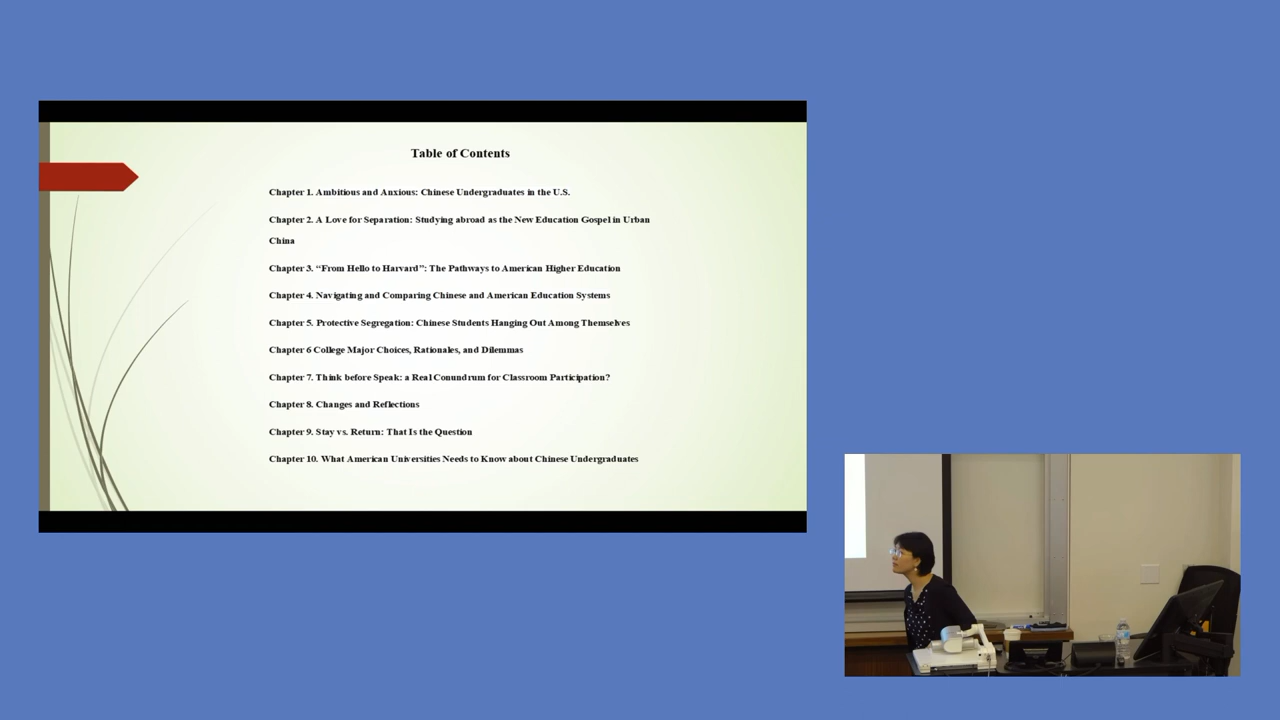 Table of Contents
Chapter 1. Ambitious and Anxious: Chinese Undergraduates in the U.S.
Chapter 2. A Love for Separation: Studying abroad as the New Education Gospel in Urban
China
Chapter 3. “From Hello to Harvard”: The Pathways to American Higher Education
Chapter 4. Navigating and Comparing Chinese and American Education Systems
Chapter 5. Protective Segregation: Chinese Students Hanging Out Among Themselves
Chapter 6 College Major Choices, Rationales, and Dilemmas
Chapter 7. Think before Speak: a Real Conundrum for Classroom Participation?
Chapter 8. Changes and Reflections
Chapter 9. Stay vs. Return: That Is the Question
Chapter 10. What American Universities Needs to Know about Chinese Undergraduates